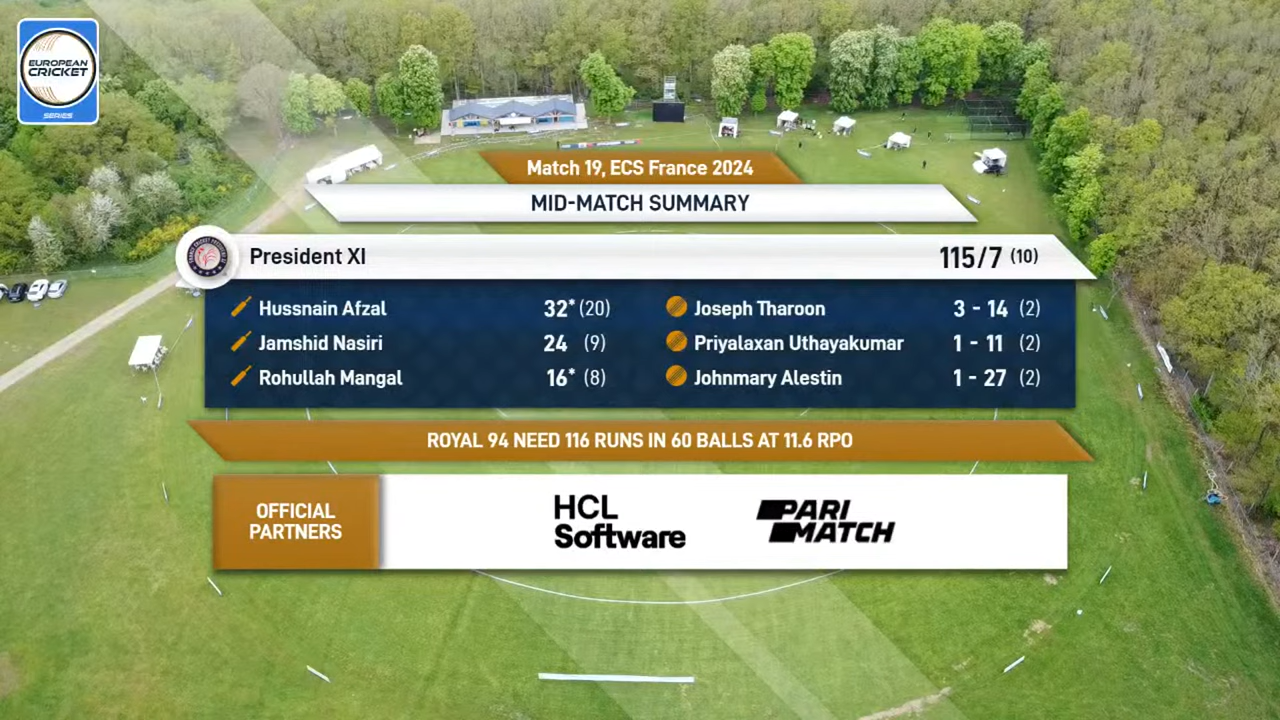 EUROPEAN
CRICKET
SERIES
Match 19, ECS France 2024
MID-MATCH SUMMARY
President XI 115/7 (10)
Hussnain Afzal 32* (20) Joseph Tharoon 3 - 14 (2)
Jamshid Nasiri 24 (9) Priyalaxan Uthayakumar 1 - 11 (2)
Rohullah Mangal 16* (8) Johnmary Alestin 1 - 27 (2)
ROYAL 94 NEED 116 RUNS IN 60 BALLS AT 11.6 RPO
OFFICIAL
PARTNERS
HCL
Software
PARI
MATCH